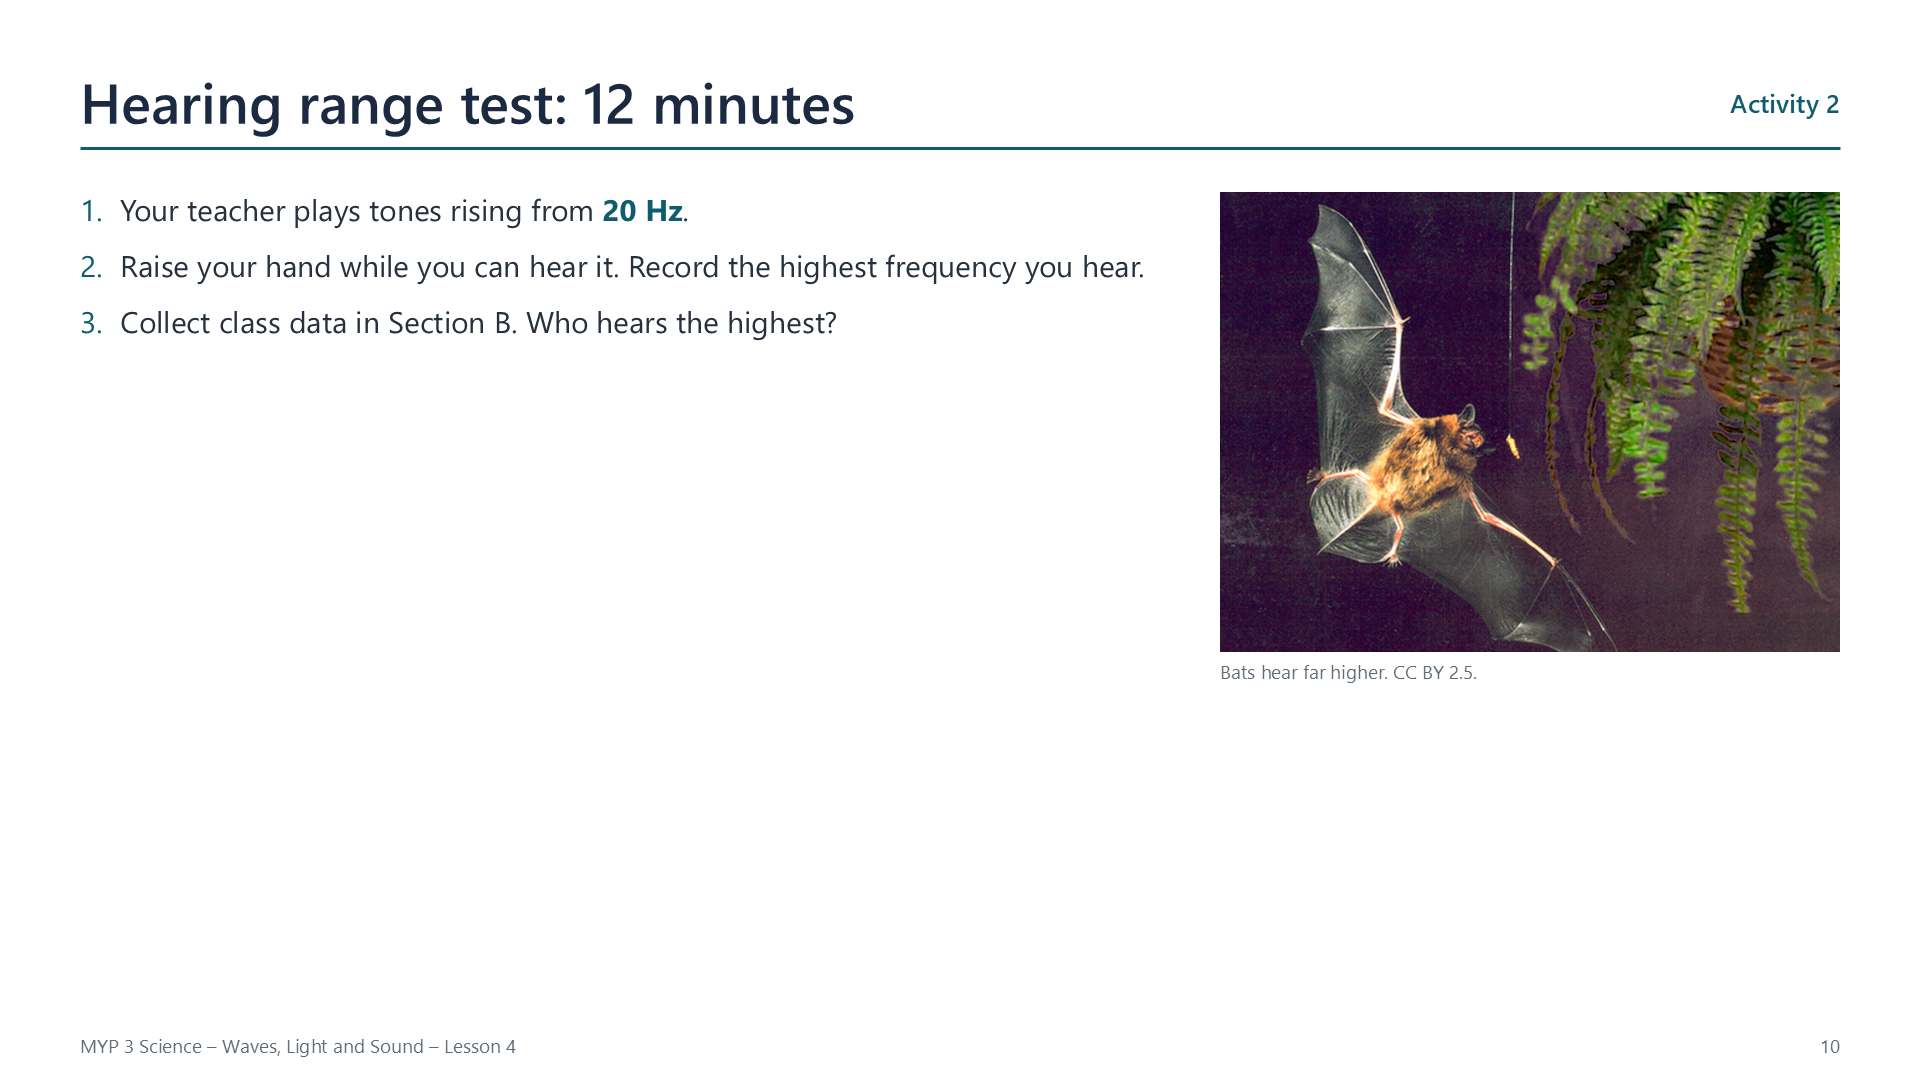 Hearing range test: 12 minutes
Activity 2
1. Your teacher plays tones rising from 20 Hz.
2. Raise your hand while you can hear it. Record the highest frequency you hear.
3. Collect class data in Section B. Who hears the highest?
Bats hear far higher. CC BY 2.5.
MYP 3 Science – Waves, Light and Sound – Lesson 4
10